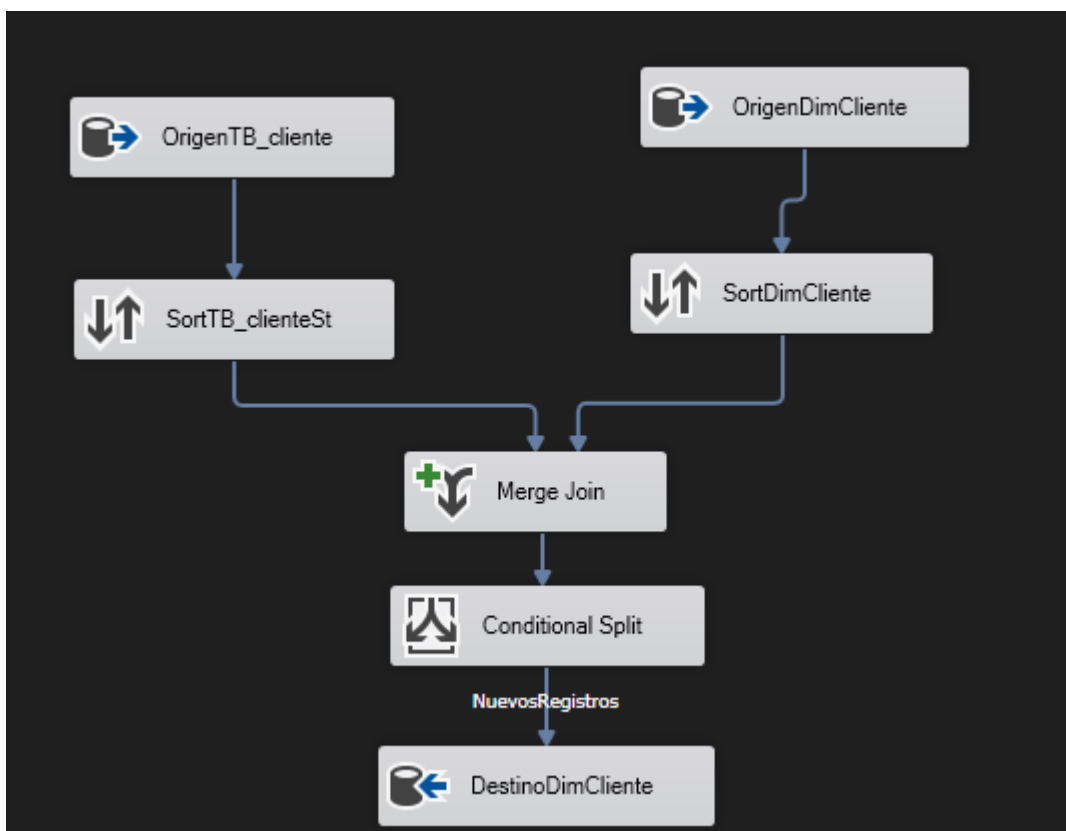 OrigenTB_cliente
OrigenDimCliente
SortTB_clienteSt
SortDimCliente
Merge Join
Conditional Split
NuevosRegistros
DestinoDimCliente